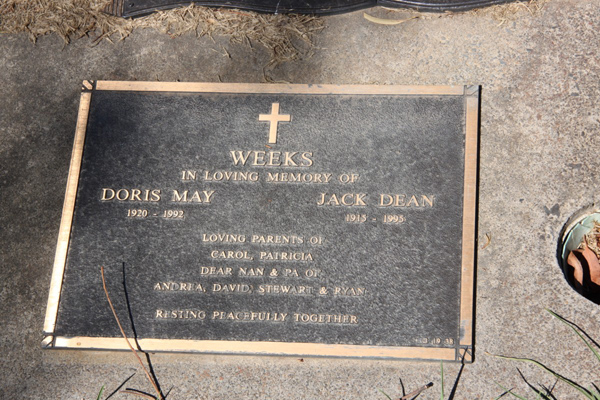 WEEKS
IN LOVING MEMORY OF
DORIS MAY JACK DEAN
1920 - 1992 1915 - 1995
LOVING PARENTS OF
CAROL, PATRICIA
DEAR NAN & PA OF
ANDREA, DAVID, STEWART & RYAN
RESTING PEACEFULLY TOGETHER